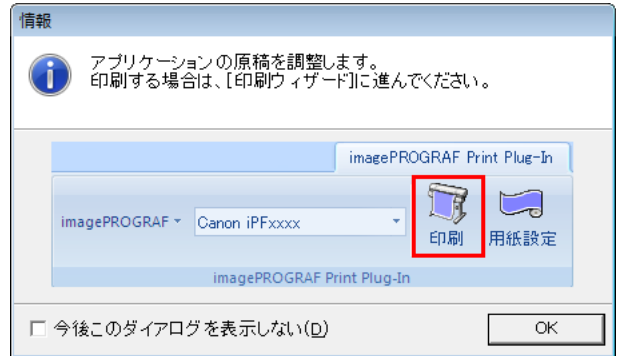 情報
アプリケーションの原稿を調整します。
印刷する場合は、[印刷ウィザード]に進んでください。
imagePROGRAF Print Plug-In
imagePROGRAF
Canon iPFxxxx
印刷
用紙設定
imagePROGRAF Print Plug-In
今後このダイアログを表示しない(D)
OK